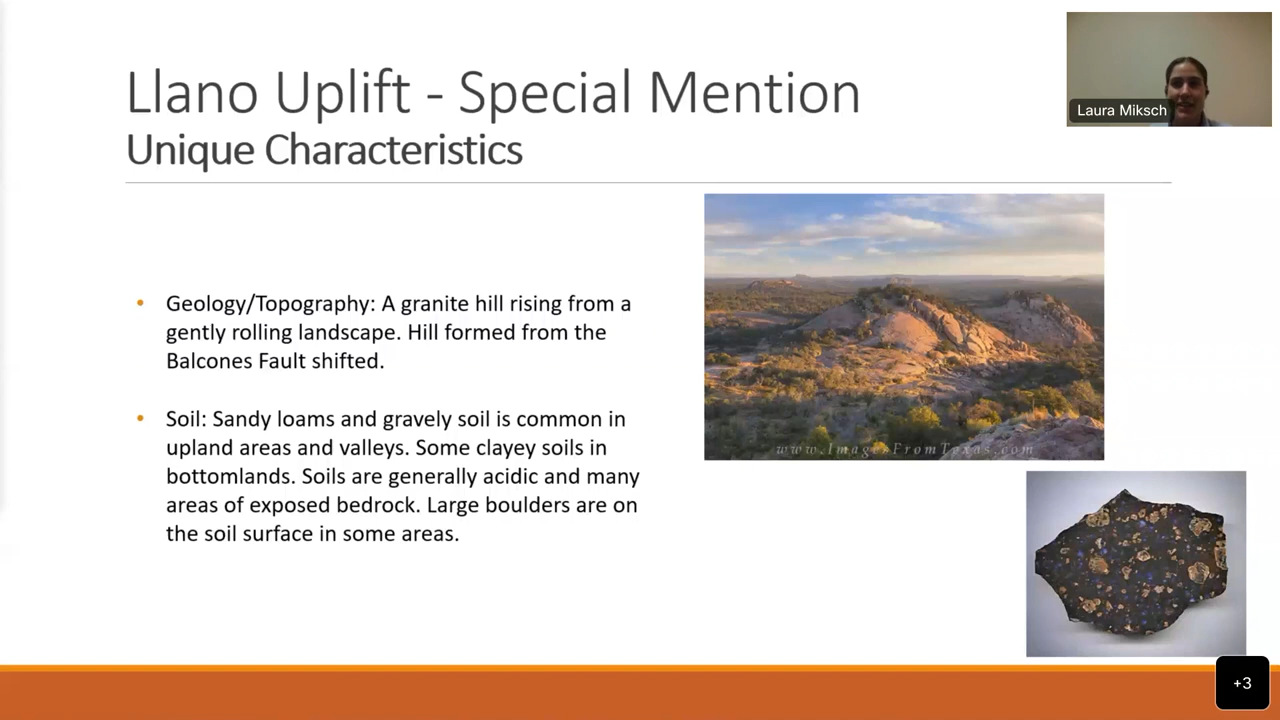 Llano Uplift - Special Mention
Unique Characteristics
Laura Miksch
• Geology/Topography: A granite hill rising from a
gently rolling landscape. Hill formed from the
Balcones Fault shifted.
• Soil: Sandy loams and gravely soil is common in
upland areas and valleys. Some clayey soils in
bottomlands. Soils are generally acidic and many
areas of exposed bedrock. Large boulders are on
the soil surface in some areas.
www.ImagesFromTexas.com
+3